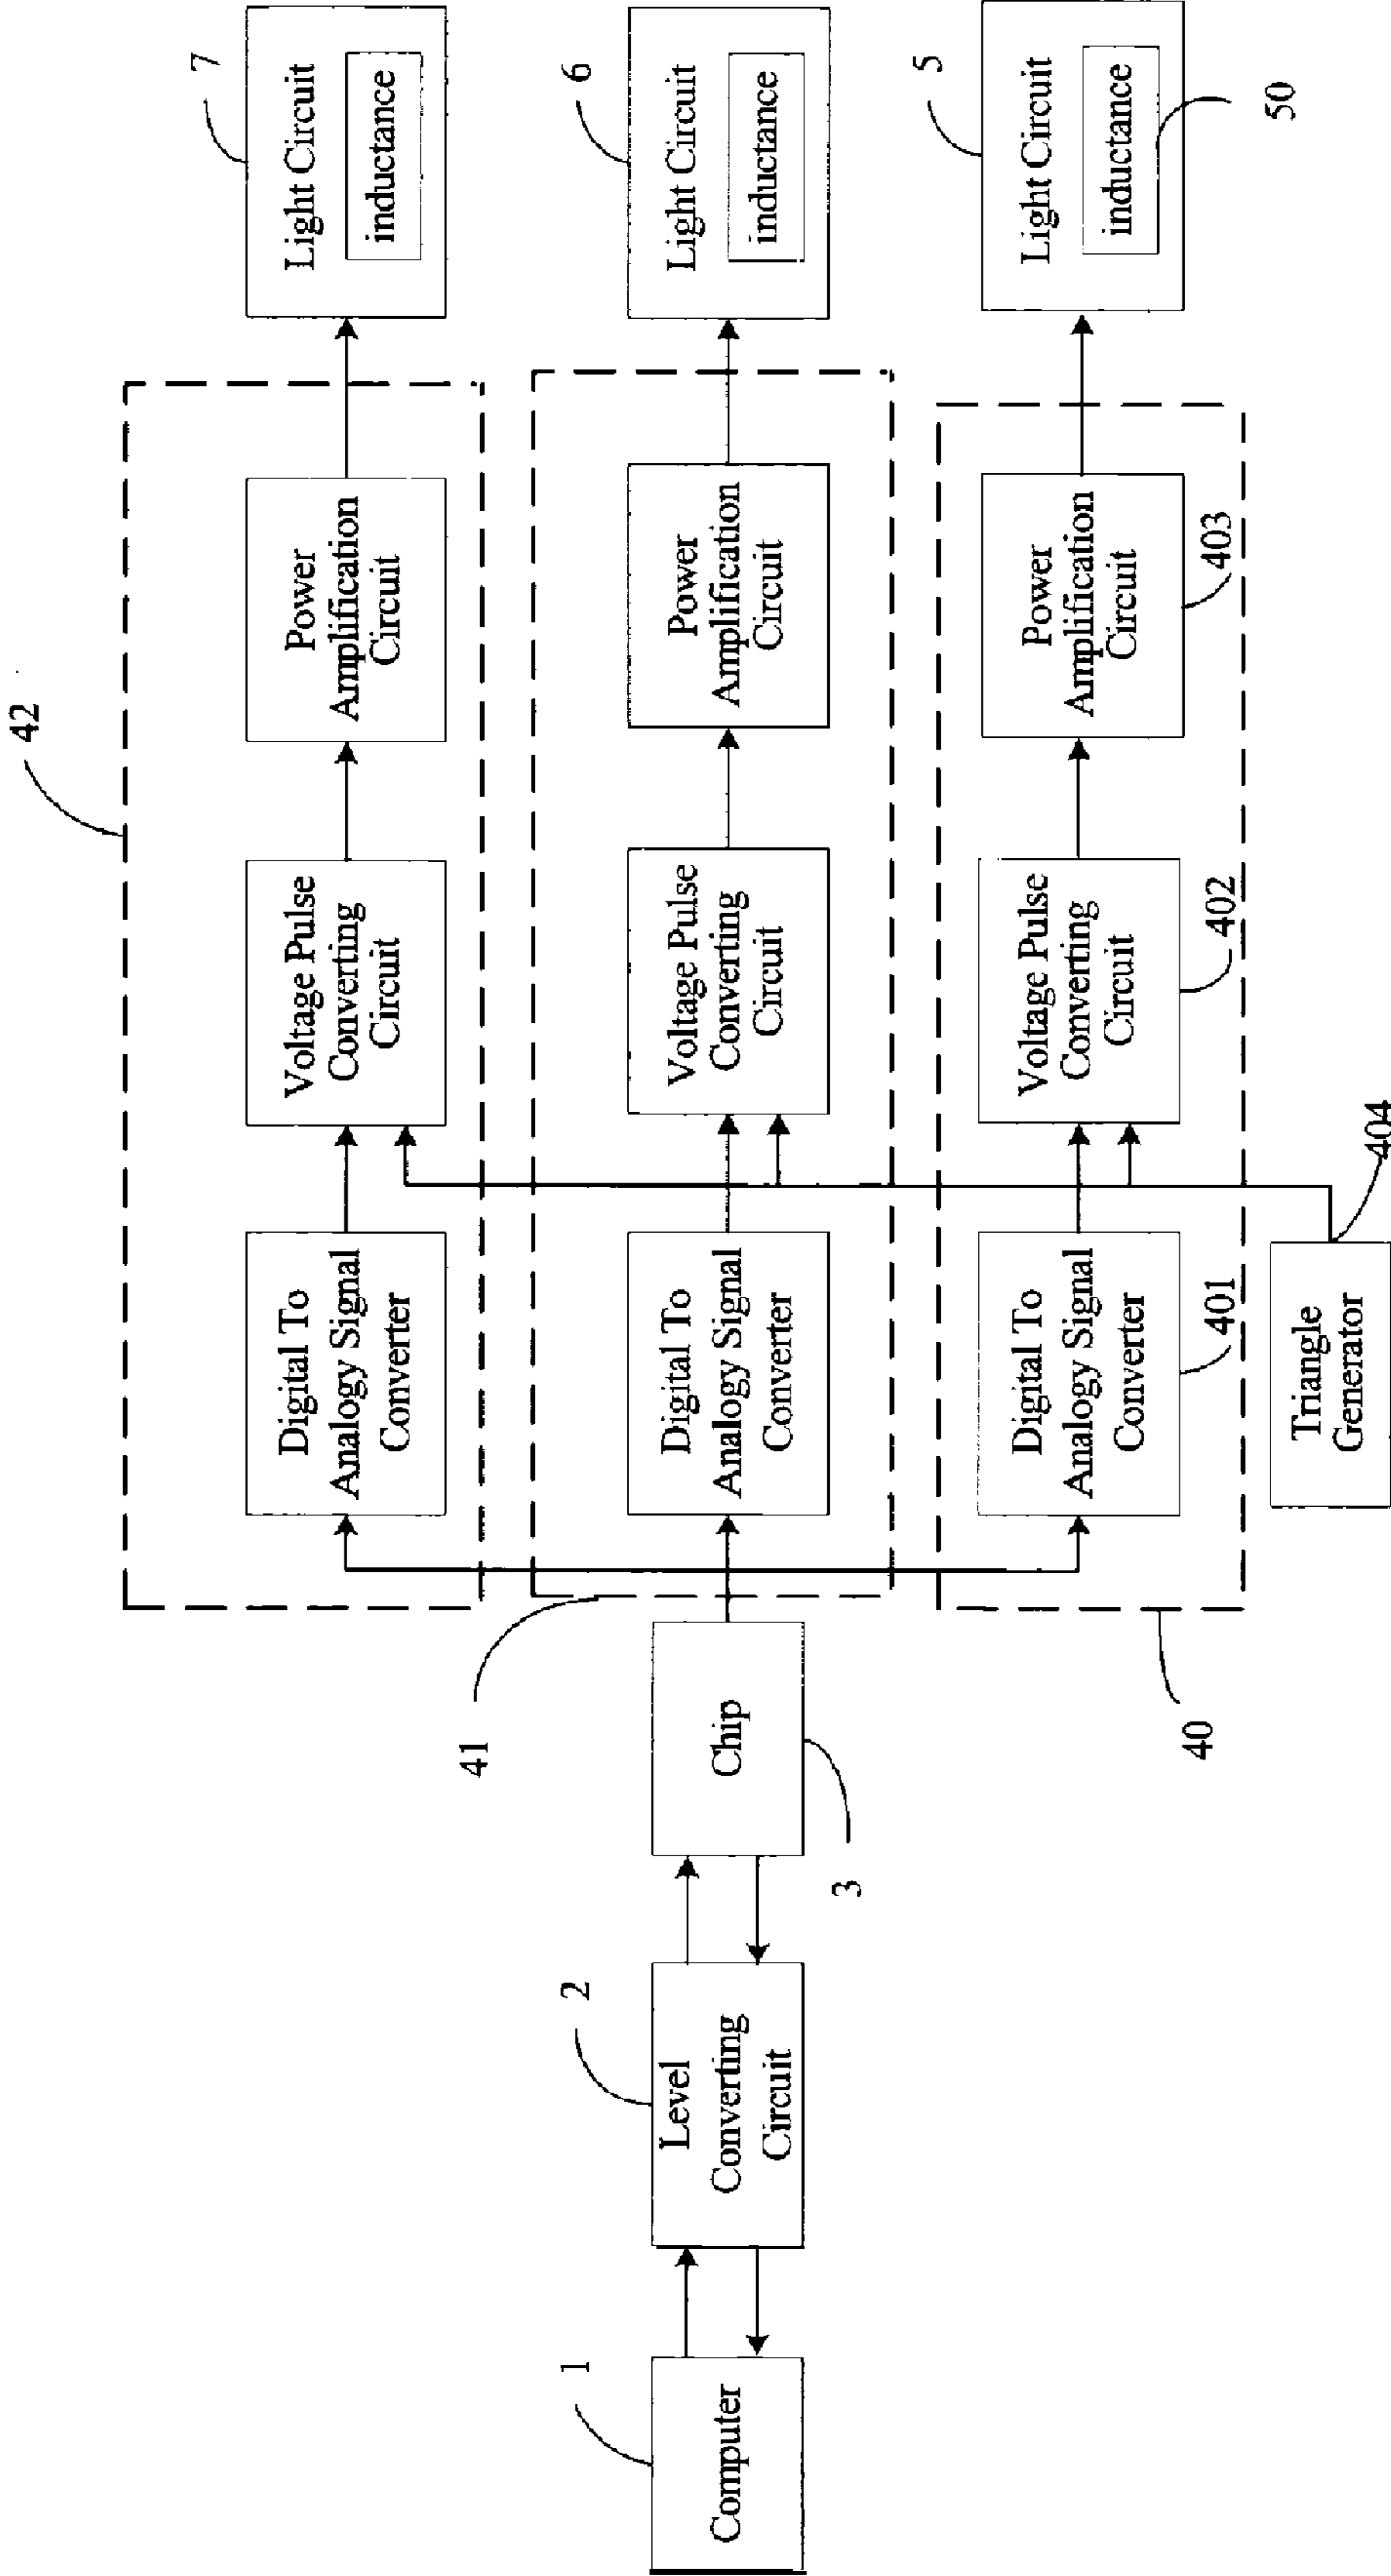 42
7
Digital To
Analogy Signal
Converter
Voltage Pulse
Converting
Circuit
Power
Amplification
Circuit
Light Circuit
inductance
1
Computer
2
Level
Converting
Circuit
3
Chip
41
Digital To
Analogy Signal
Converter
Voltage Pulse
Converting
Circuit
Power
Amplification
Circuit
6
Light Circuit
inductance
40
Digital To
Analogy Signal
Converter
401
Voltage Pulse
Converting
Circuit
402
Power
Amplification
Circuit
403
5
Light Circuit
inductance
50
Triangle
Generator
404